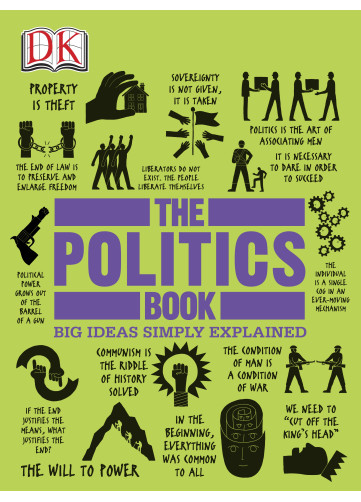 DK
PROPERTY
IS THEFT
SOVEREIGNTY
IS NOT GIVEN,
IT IS TAKEN
POLITICS IS THE ART OF
ASSOCIATING MEN
THE END OF LAW IS
TO PRESERVE AND
ENLARGE FREEDOM
LIBERATORS DO NOT
EXIST. THE PEOPLE
LIBERATE THEMSELVES
IT IS NECESSARY
TO DARE IN ORDER
TO SUCCEED
THE
POLITICS
BOOK
BIG IDEAS SIMPLY EXPLAINED
POLITICAL
POWER
GROWS OUT
OF THE
BARREL
OF A GUN
THE
INDIVIDUAL
IS A SINGLE
COG IN AN
EVER-MOVING
MECHANISM
COMMUNISM IS
THE RIDDLE
OF HISTORY
SOLVED
THE CONDITION
OF MAN IS
A CONDITION
OF WAR
IF THE END
JUSTIFIES THE
MEANS, WHAT
JUSTIFIES THE
END?
IN THE
BEGINNING,
EVERYTHING
WAS COMMON
TO ALL
WE NEED TO
"CUT OFF THE
KING'S HEAD"
THE WILL TO POWER